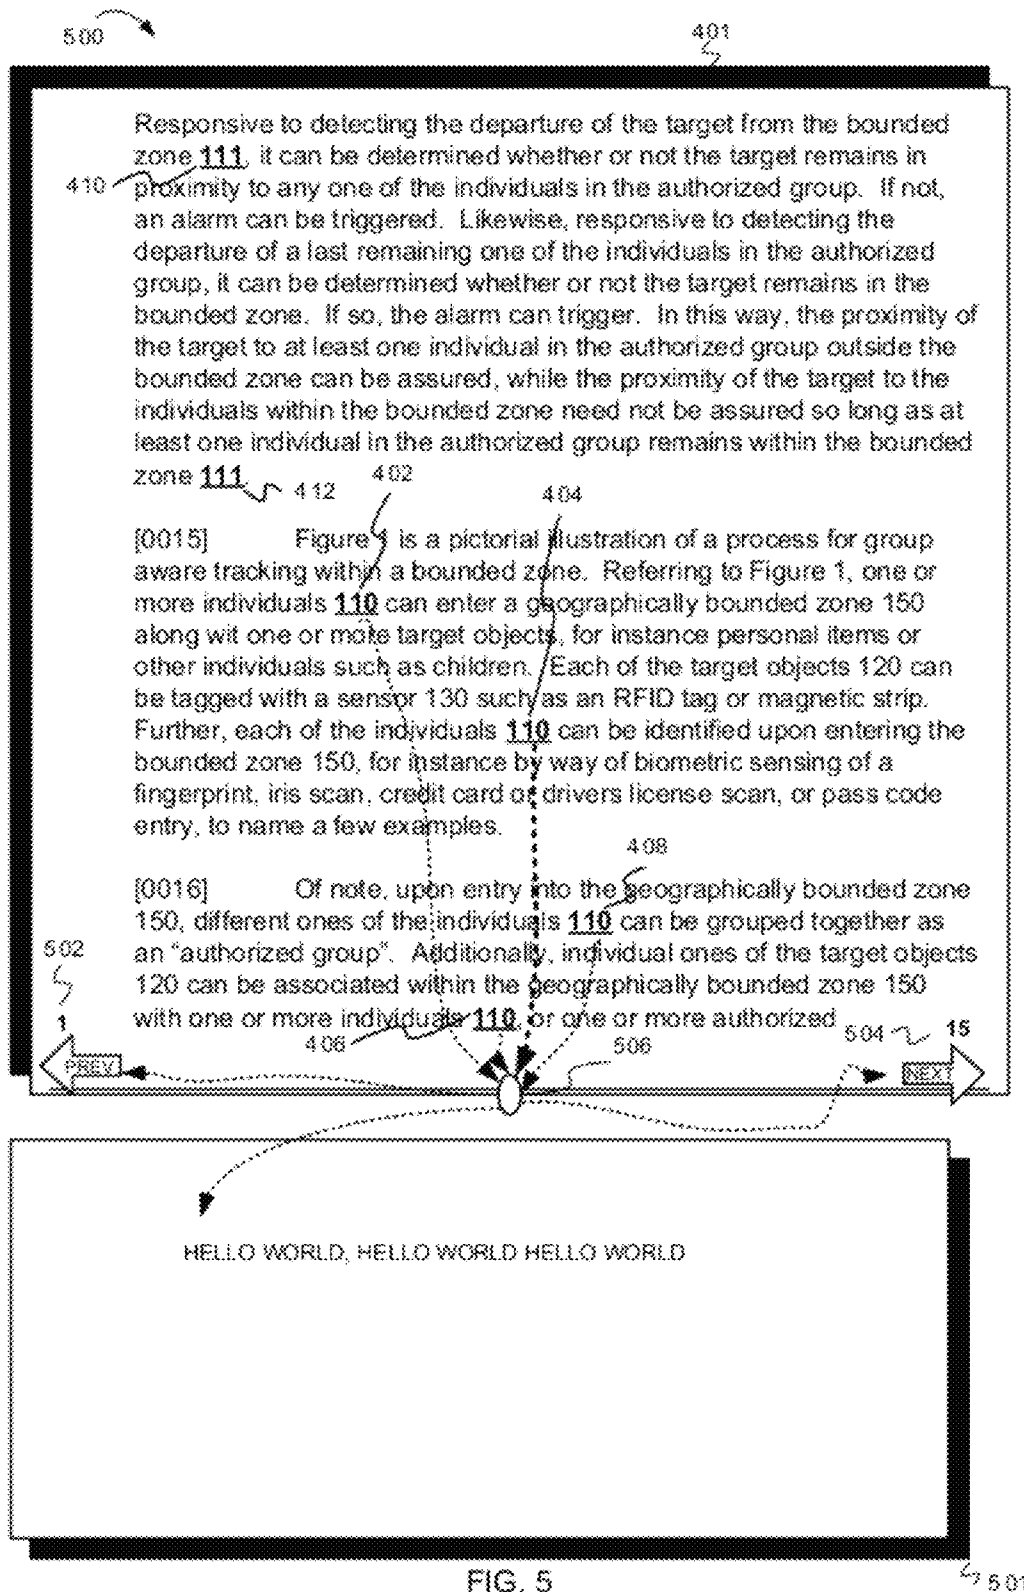 500
401
Responsive to detecting the departure of the target from the bounded
zone 111, it can be determined whether or not the target remains in
410
proximity to any one of the individuals in the authorized group. If not,
an alarm can be triggered. Likewise, responsive to detecting the
departure of a last remaining one of the individuals in the authorized
group, it can be determined whether or not the target remains in the
bounded zone. If so, the alarm can trigger. In this way, the proximity of
the target to at least one individual in the authorized group outside the
bounded zone can be assured, while the proximity of the target to the
individuals within the bounded zone need not be assured so long as at
least one individual in the authorized group remains within the bounded
zone 111.
412
402
404
[0015] Figure 1 is a pictorial illustration of a process for group
aware tracking within a bounded zone. Referring to Figure 1, one or
more individuals 110 can enter a geographically bounded zone 150
along wit one or more target objects, for instance personal items or
other individuals such as children. Each of the target objects 120 can
be tagged with a sensor 130 such as an RFID tag or magnetic strip.
Further, each of the individuals 110 can be identified upon entering the
bounded zone 150, for instance by way of biometric sensing of a
fingerprint, iris scan, credit card or drivers license scan, or pass code
entry, to name a few examples.
408
[0016] Of note, upon entry into the geographically bounded zone
150, different ones of the individuals 110 can be grouped together as
an "authorized group". Additionally, individual ones of the target objects
502
120 can be associated within the geographically bounded zone 150
with one or more individuals 110, or one or more authorized
1
406
506
504
15
PREV
NEXT
HELLO WORLD, HELLO WORLD HELLO WORLD
FIG. 5
501